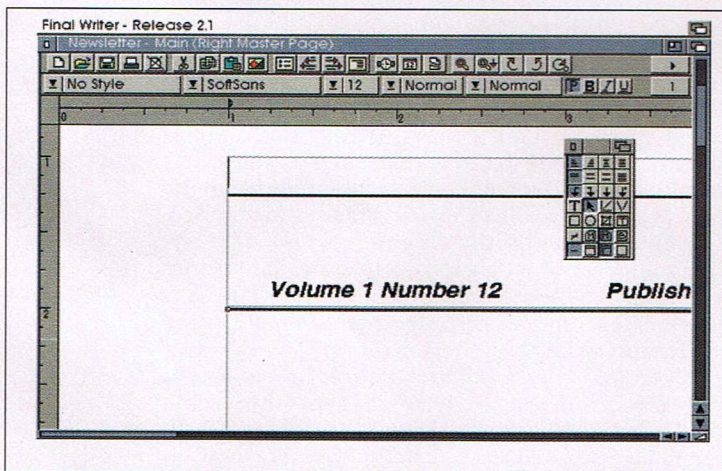 Final Writer - Release 2.1
Newsletter - Main (Right Master Page)
No Style SoftSans 12 Normal Normal P B I U 1
0 1 2 3
1
Volume 1 Number 12 Publish
2